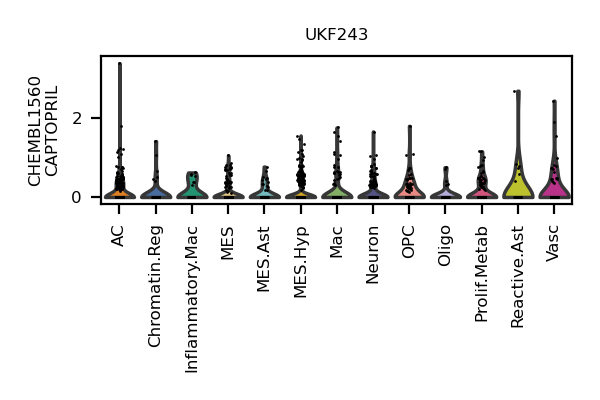 UKF243
CHEMBL1560
CAPTOPRIL
2
0
AC
Chromatin.Reg
Inflammatory.Mac
MES
MES.Ast
MES.Hyp
Mac
Neuron
OPC
Oligo
Prolif.Metab
Reactive.Ast
Vasc